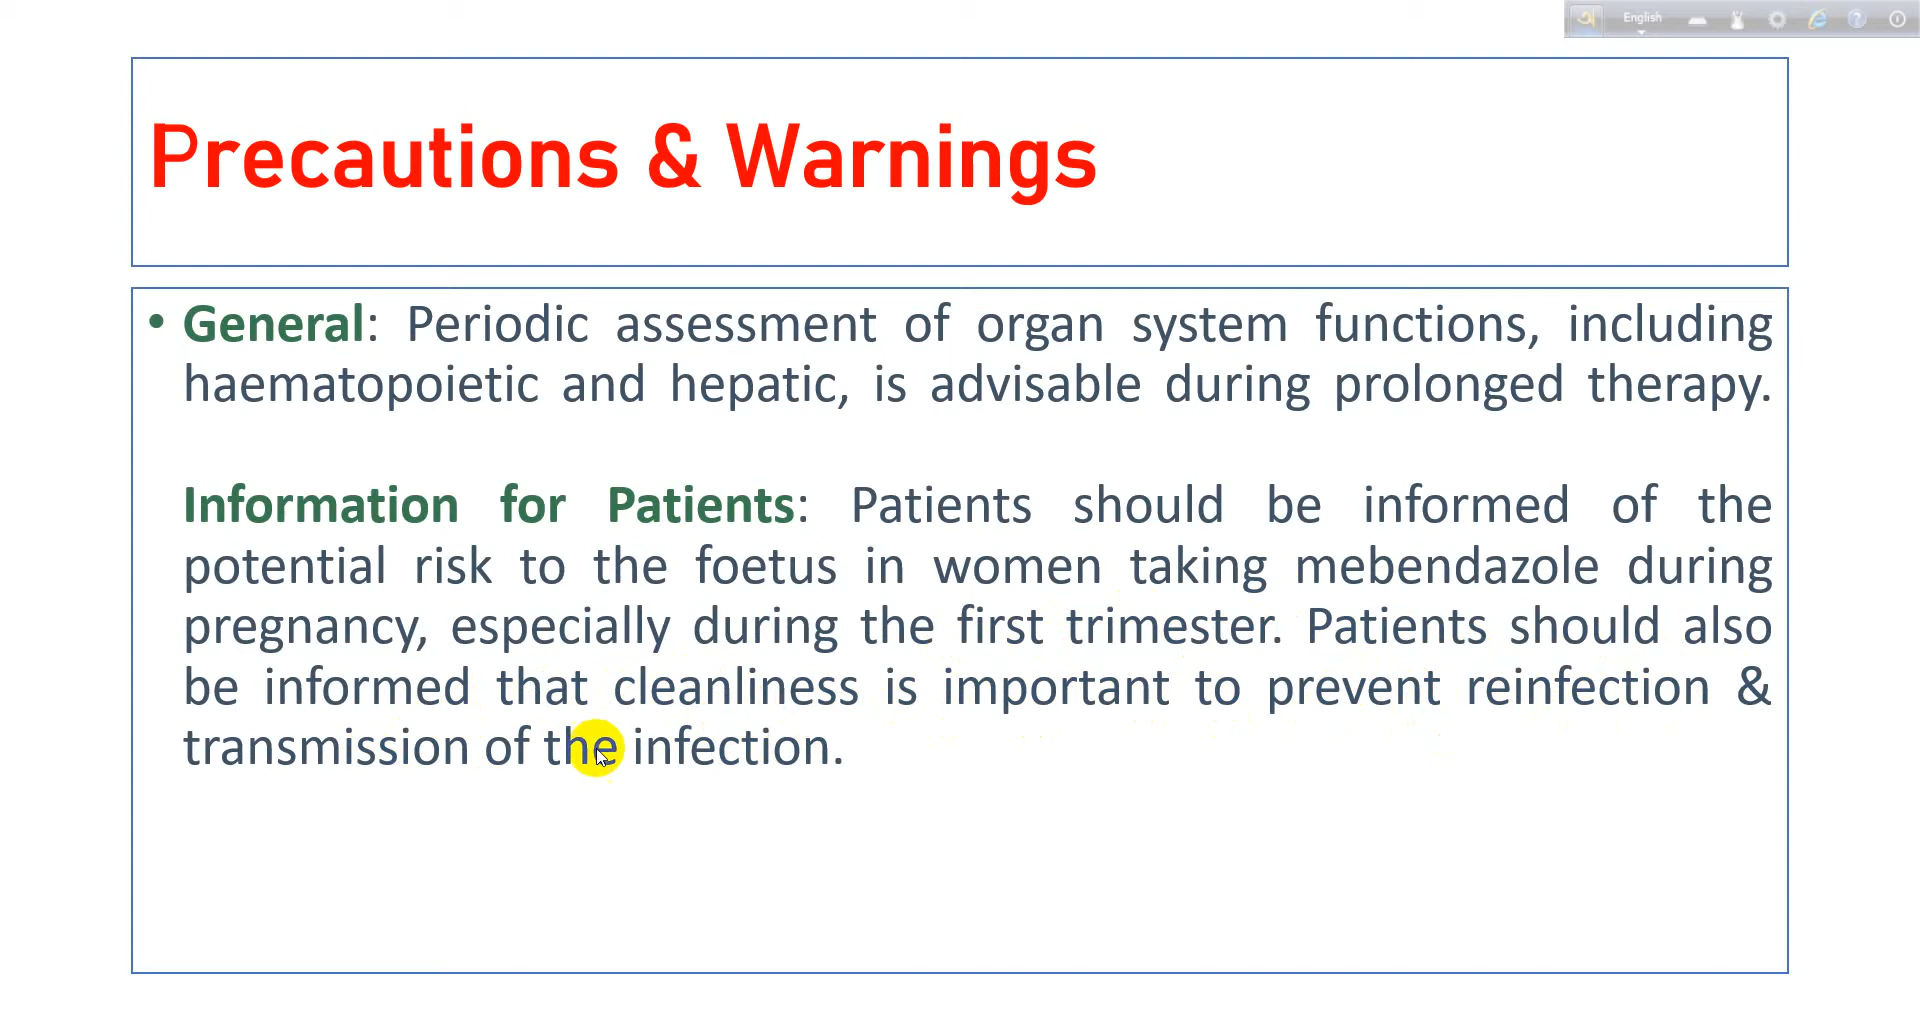 English
Precautions & Warnings
• General: Periodic assessment of organ system functions, including
haematopoietic and hepatic, is advisable during prolonged therapy.
Information for Patients: Patients should be informed of the
potential risk to the foetus in women taking mebendazole during
pregnancy, especially during the first trimester. Patients should also
be informed that cleanliness is important to prevent reinfection &
transmission of the infection.